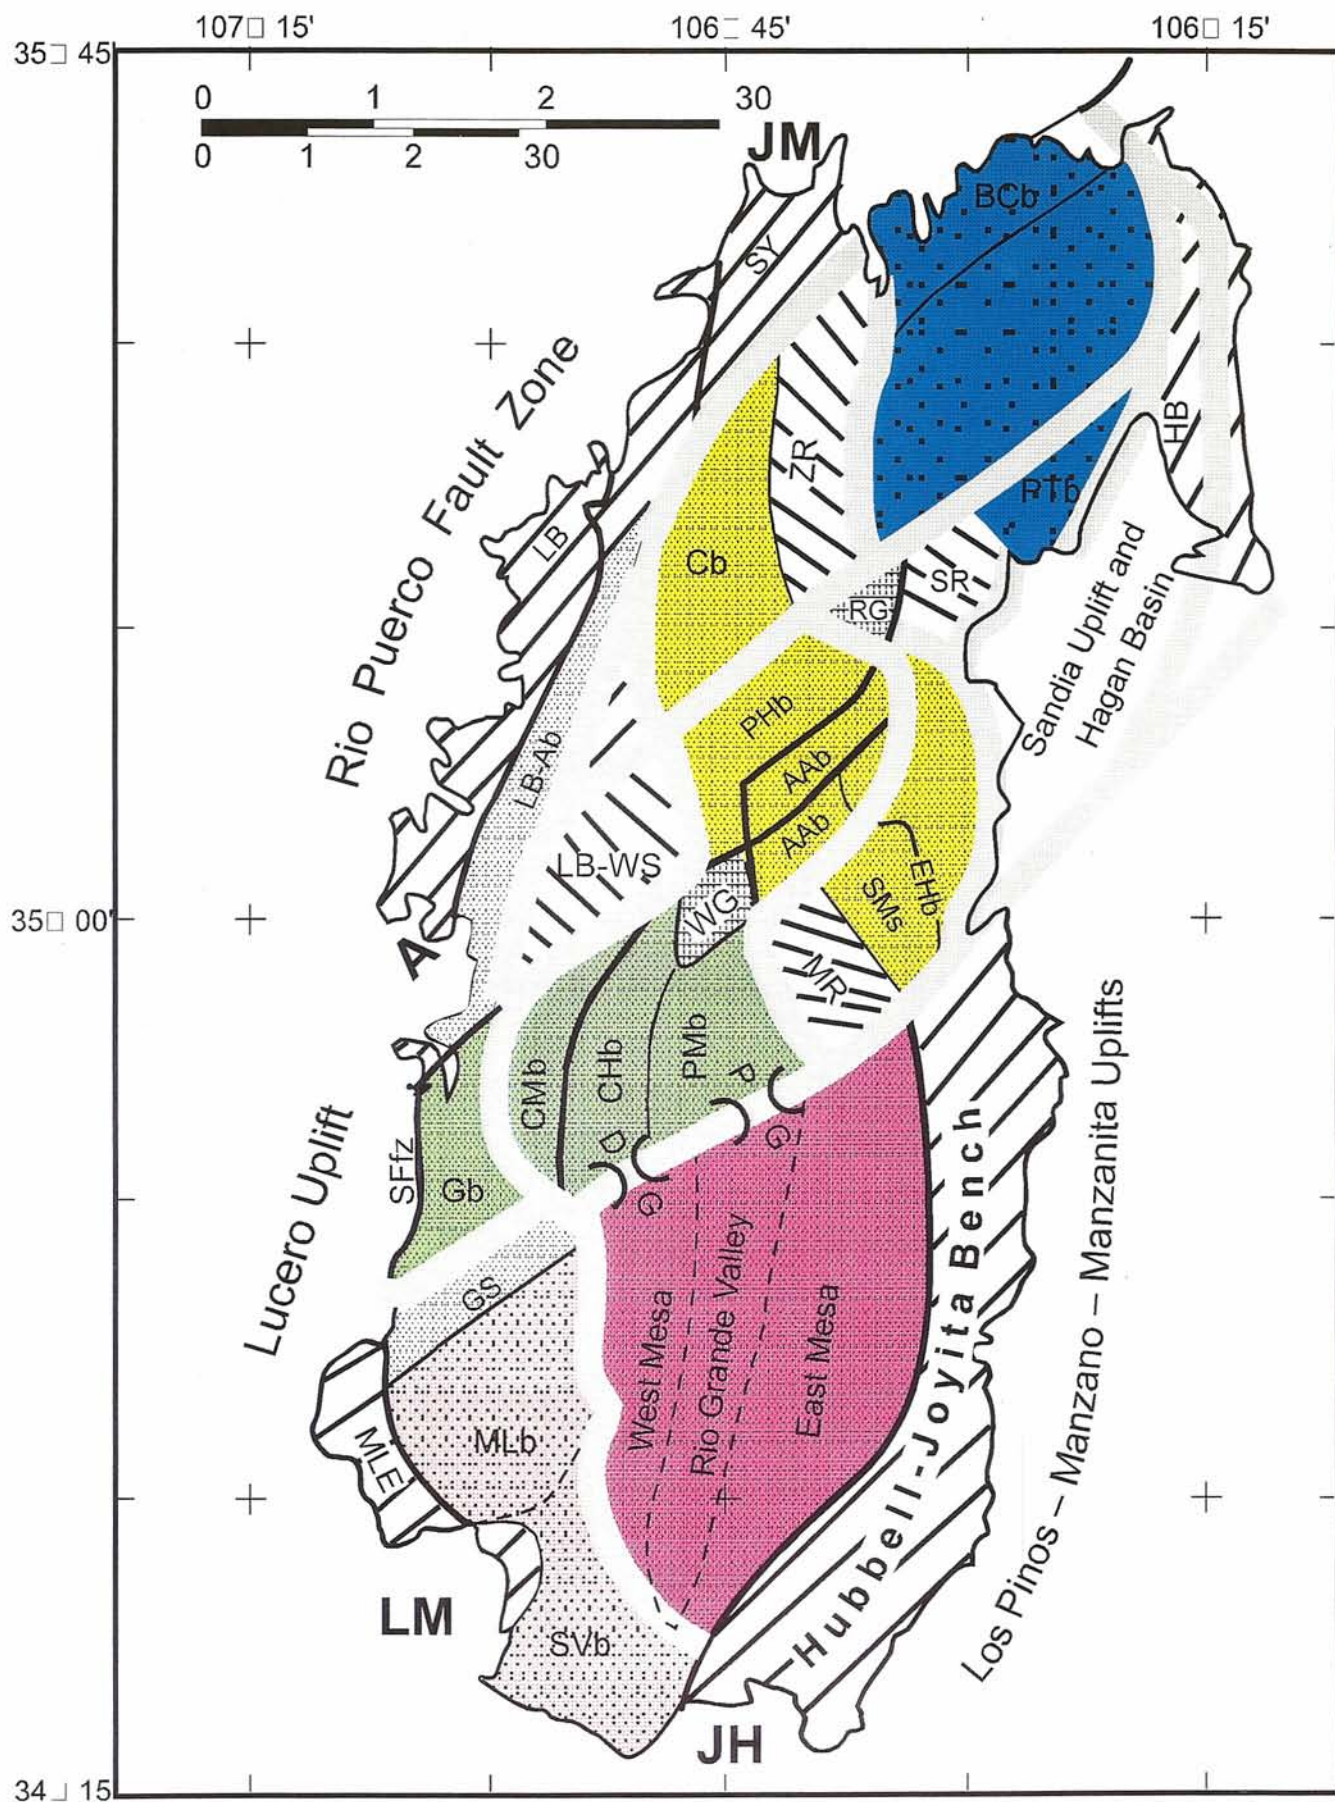 107□ 15'
106□ 45'
106□ 15'
35□ 45'
0 1 2 30
0 1 2 30
JM
BCb
SY
HB
ZR
PTb
LB
Cb
SR
RG
Rio Puerco Fault Zone
Sandia Uplift and
Hagan Basin
PHb
LB-Ab
AAb
AAb
LB-WS
EHb
SMs
WG
35□ 00'
A
MR
PMb
CHb
CMb
P
G
D
G
SFfz
Gb
Lucero Uplift
GS
West Mesa
Rio Grande Valley
East Mesa
Hubbell-Joyita Bench
Los Pinos – Manzano – Manzanita Uplifts
MLb
MLE
LM
SVb
JH
34□ 15